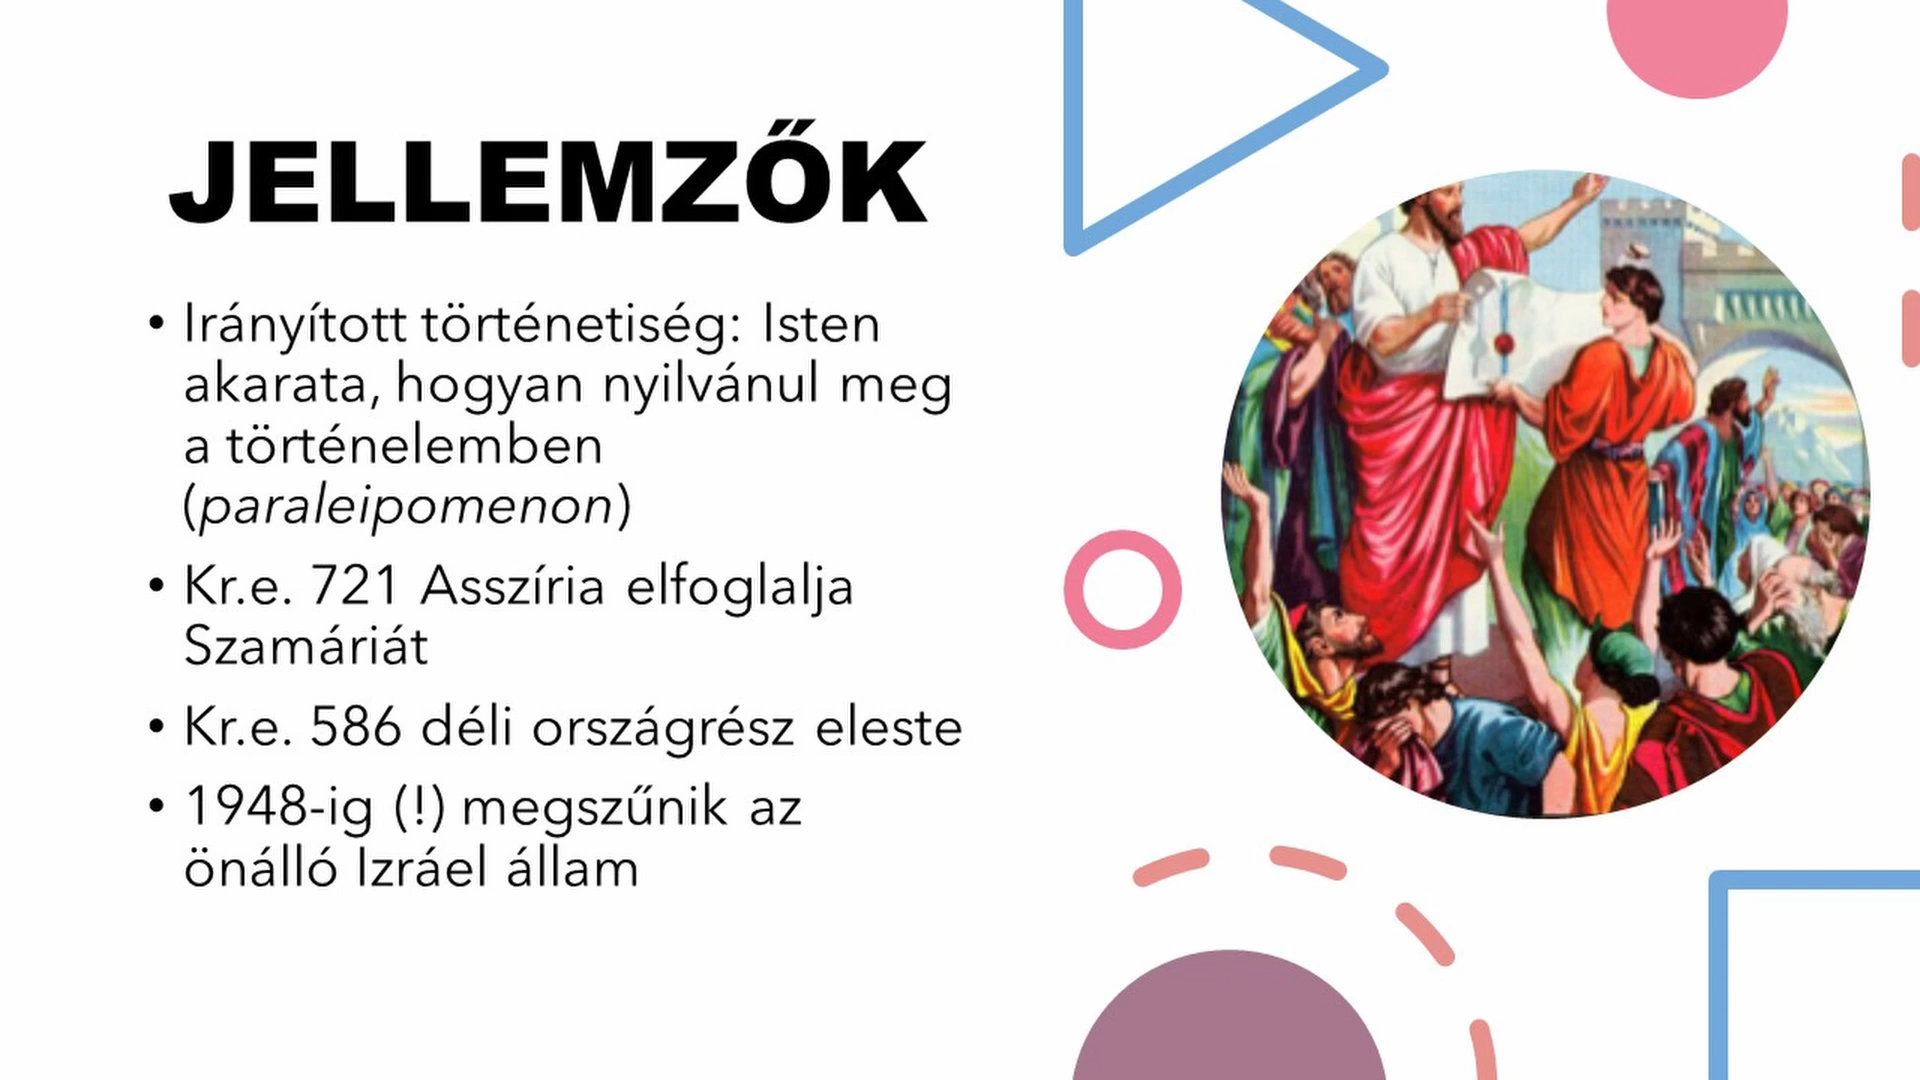 JELLEMZŐK
• Irányított történetiség: Isten
akarata, hogyan nyilvánul meg
a történelemben
(paraleipomenon)
• Kr.e. 721 Asszíria elfoglalja
Szamáriát
• Kr.e. 586 déli országrész eleste
• 1948-ig (!) megszűnik az
önálló Izráel állam